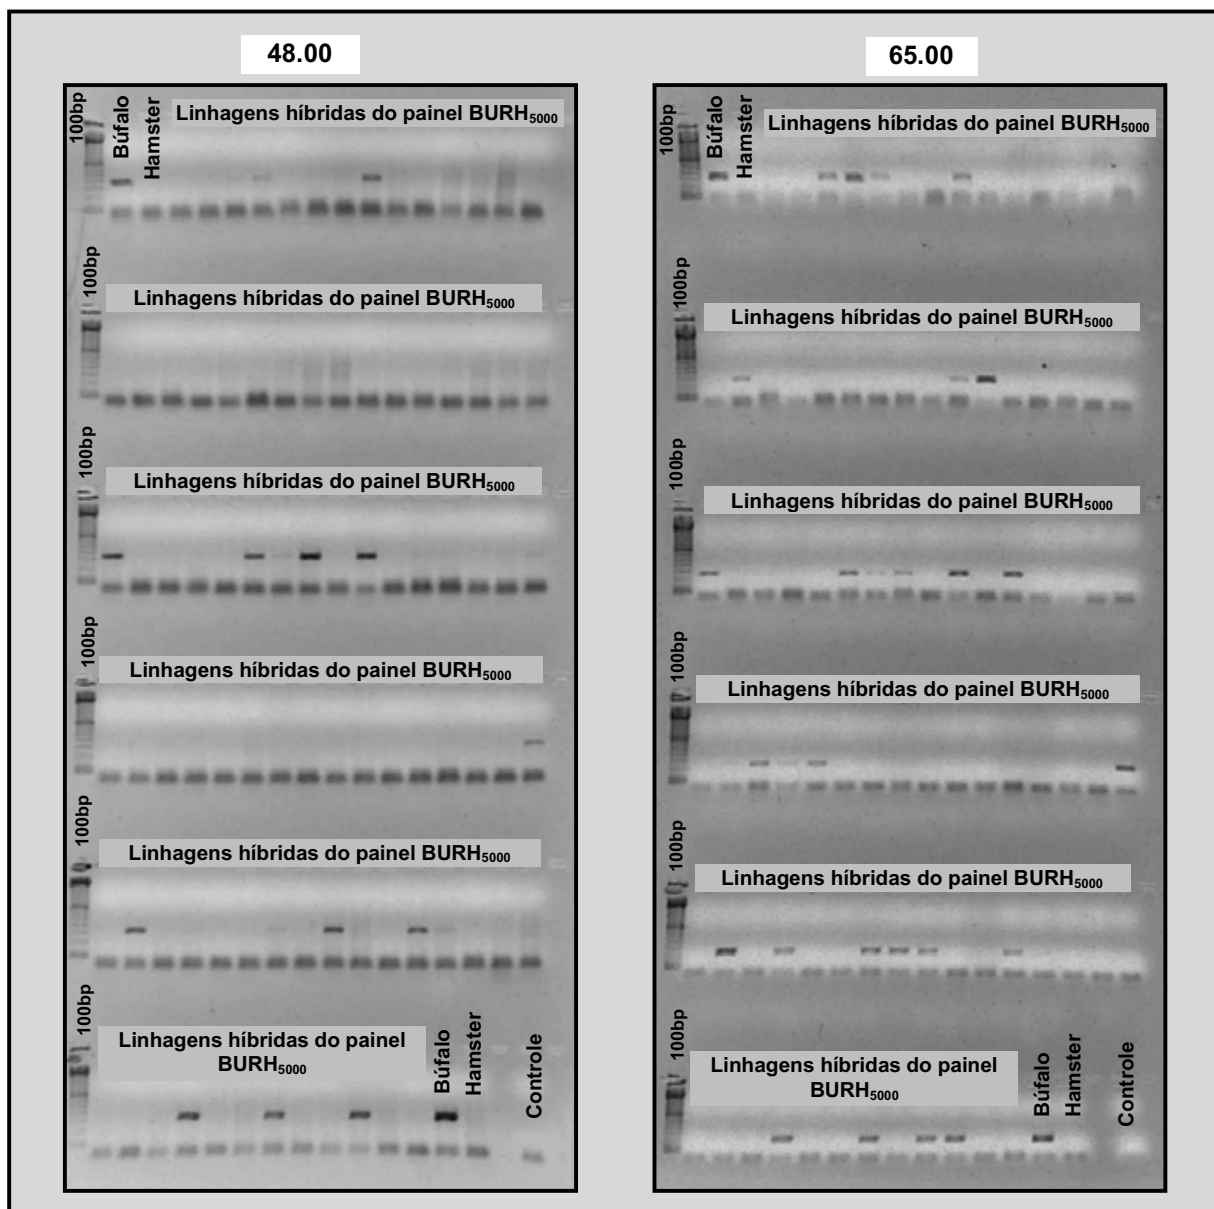 48.00
100bp
Búfalo
Hamster
Linhagens híbridas do painel BURH5000
100bp
Linhagens híbridas do painel BURH5000
100bp
Linhagens híbridas do painel BURH5000
100bp
Linhagens híbridas do painel BURH5000
100bp
Linhagens híbridas do painel BURH5000
100bp
Linhagens híbridas do painel
BURH5000
Búfalo
Hamster
Controle
65.00
100bp
Búfalo
Hamster
Linhagens híbridas do painel BURH5000
100bp
Linhagens híbridas do painel BURH5000
100bp
Linhagens híbridas do painel BURH5000
100bp
Linhagens híbridas do painel BURH5000
100bp
Linhagens híbridas do painel BURH5000
100bp
Linhagens híbridas do painel
BURH5000
Búfalo
Hamster
Controle